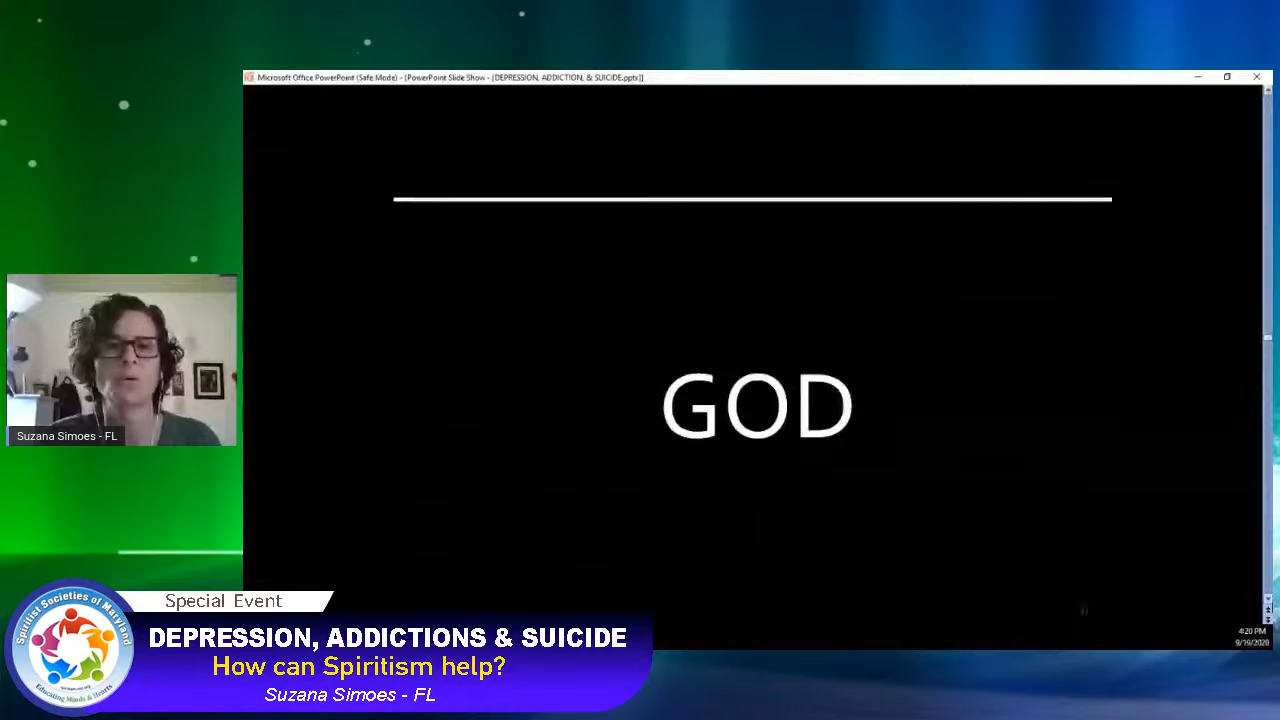 Microsoft Office PowerPoint (Safe Mode) - [PowerPoint Slide Show - [DEPRESSION, ADDICTION, & SUICIDE.pptx]]
GOD
Suzana Simoes - FL
4:20 PM
9/19/2020
Spiritist Societies of Maryland
Educating Minds & Hearts
Special Event
DEPRESSION, ADDICTIONS & SUICIDE
How can Spiritism help?
Suzana Simoes - FL